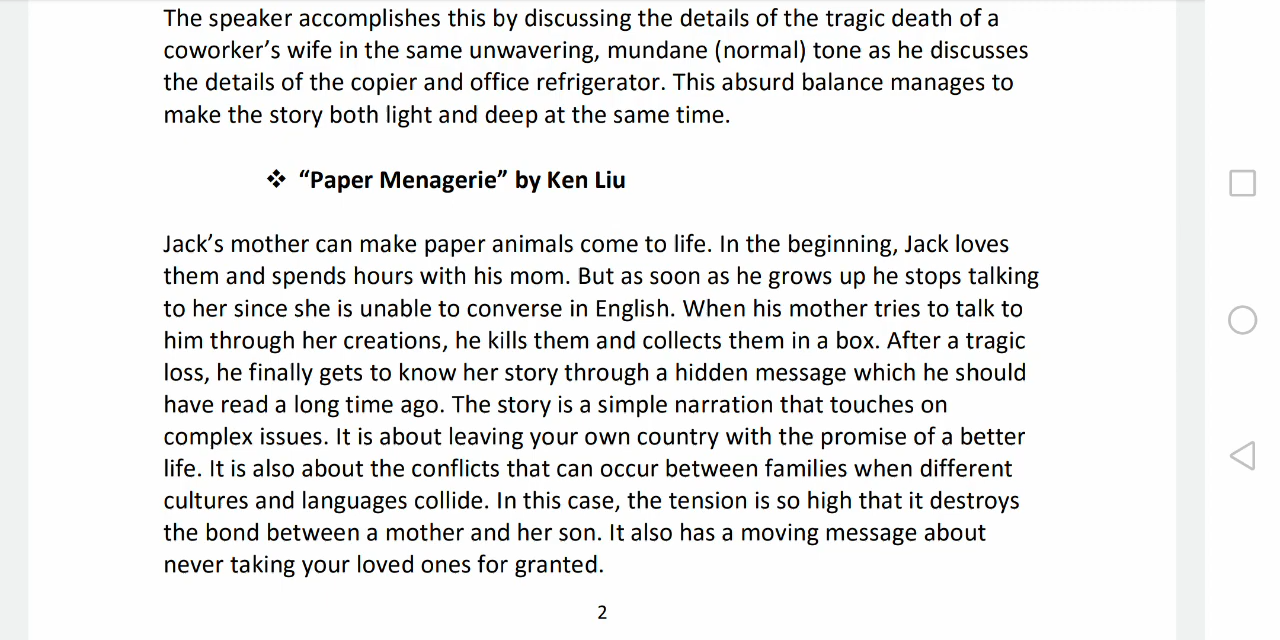 The speaker accomplishes this by discussing the details of the tragic death of a
coworker’s wife in the same unwavering, mundane (normal) tone as he discusses
the details of the copier and office refrigerator. This absurd balance manages to
make the story both light and deep at the same time.
❖ “Paper Menagerie” by Ken Liu
Jack’s mother can make paper animals come to life. In the beginning, Jack loves
them and spends hours with his mom. But as soon as he grows up he stops talking
to her since she is unable to converse in English. When his mother tries to talk to
him through her creations, he kills them and collects them in a box. After a tragic
loss, he finally gets to know her story through a hidden message which he should
have read a long time ago. The story is a simple narration that touches on
complex issues. It is about leaving your own country with the promise of a better
life. It is also about the conflicts that can occur between families when different
cultures and languages collide. In this case, the tension is so high that it destroys
the bond between a mother and her son. It also has a moving message about
never taking your loved ones for granted.
2